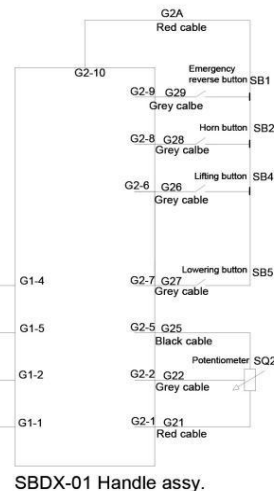 G2A
Red cable
G2-10
Emergency
reverse button SB1
G2-9 G29
Grey calbe
Horn button SB2
G2-8 G28
Grey calbe
Lifting button SB4
G2-6 G26
Grey cable
Lowering button SB5
G1-4 G2-7 G27
Grey cable
G1-5 G2-5 G25
Black cable
Potentiometer SQ2
G1-2 G2-2 G22
Grey cable
G1-1 G2-1 G21
Red cable
SBDX-01 Handle assy.